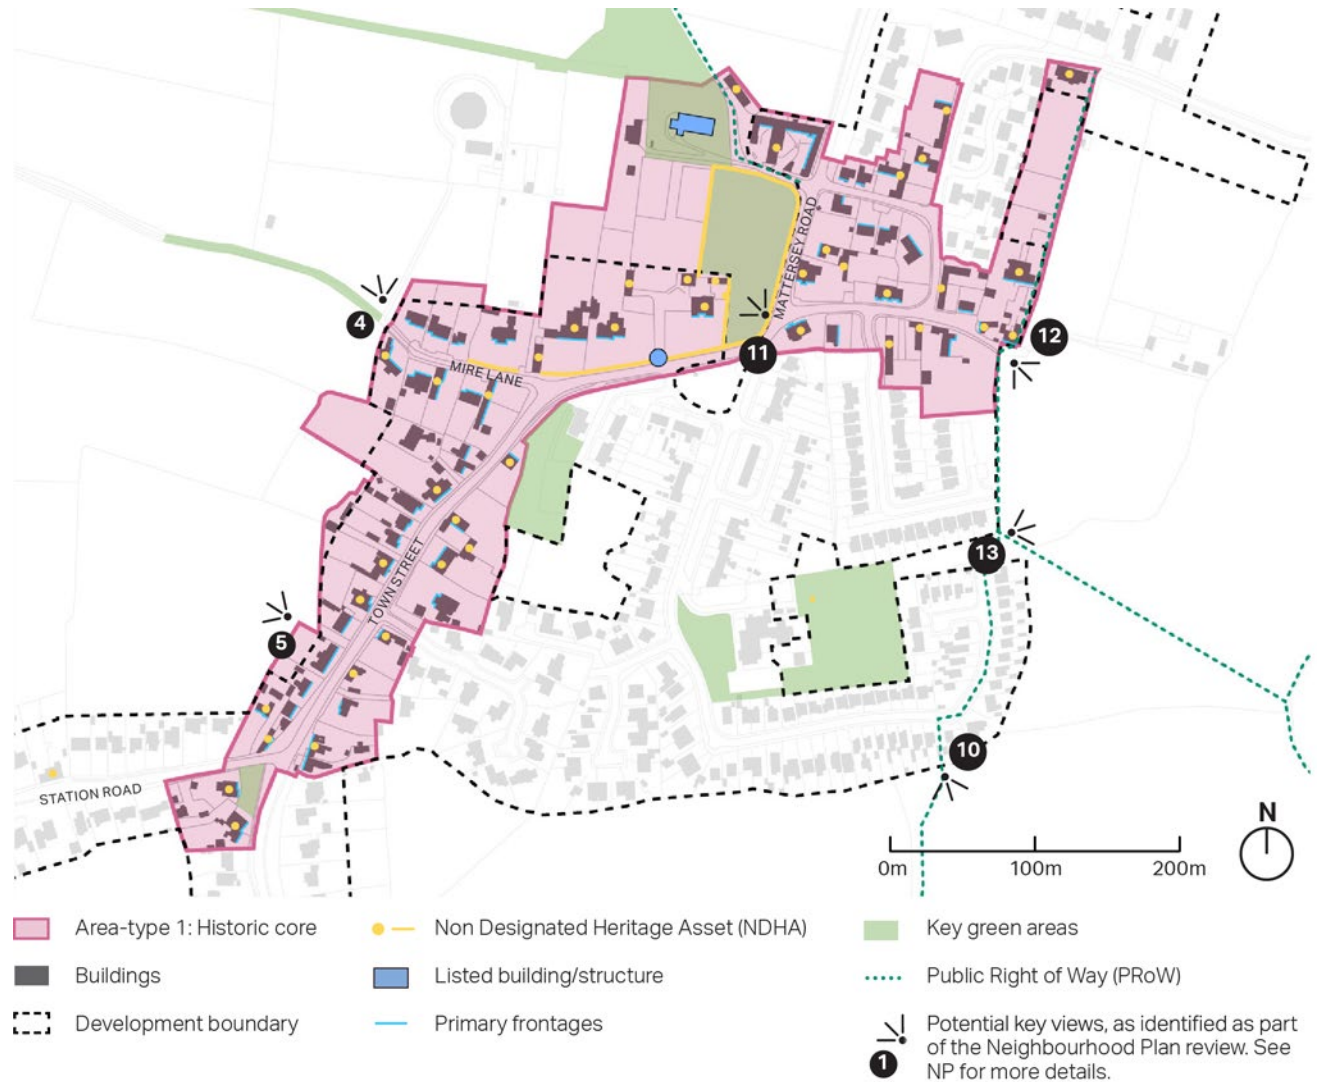 MATTERSEY ROAD
4
12
11
MIRE LANE
TOWN STREET
13
5
10
STATION ROAD
N
0m 100m 200m
Area-type 1: Historic core
Buildings
Development boundary
Non Designated Heritage Asset (NDHA)
Listed building/structure
Primary frontages
Key green areas
Public Right of Way (PRoW)
1
Potential key views, as identified as part
of the Neighbourhood Plan review. See
NP for more details.